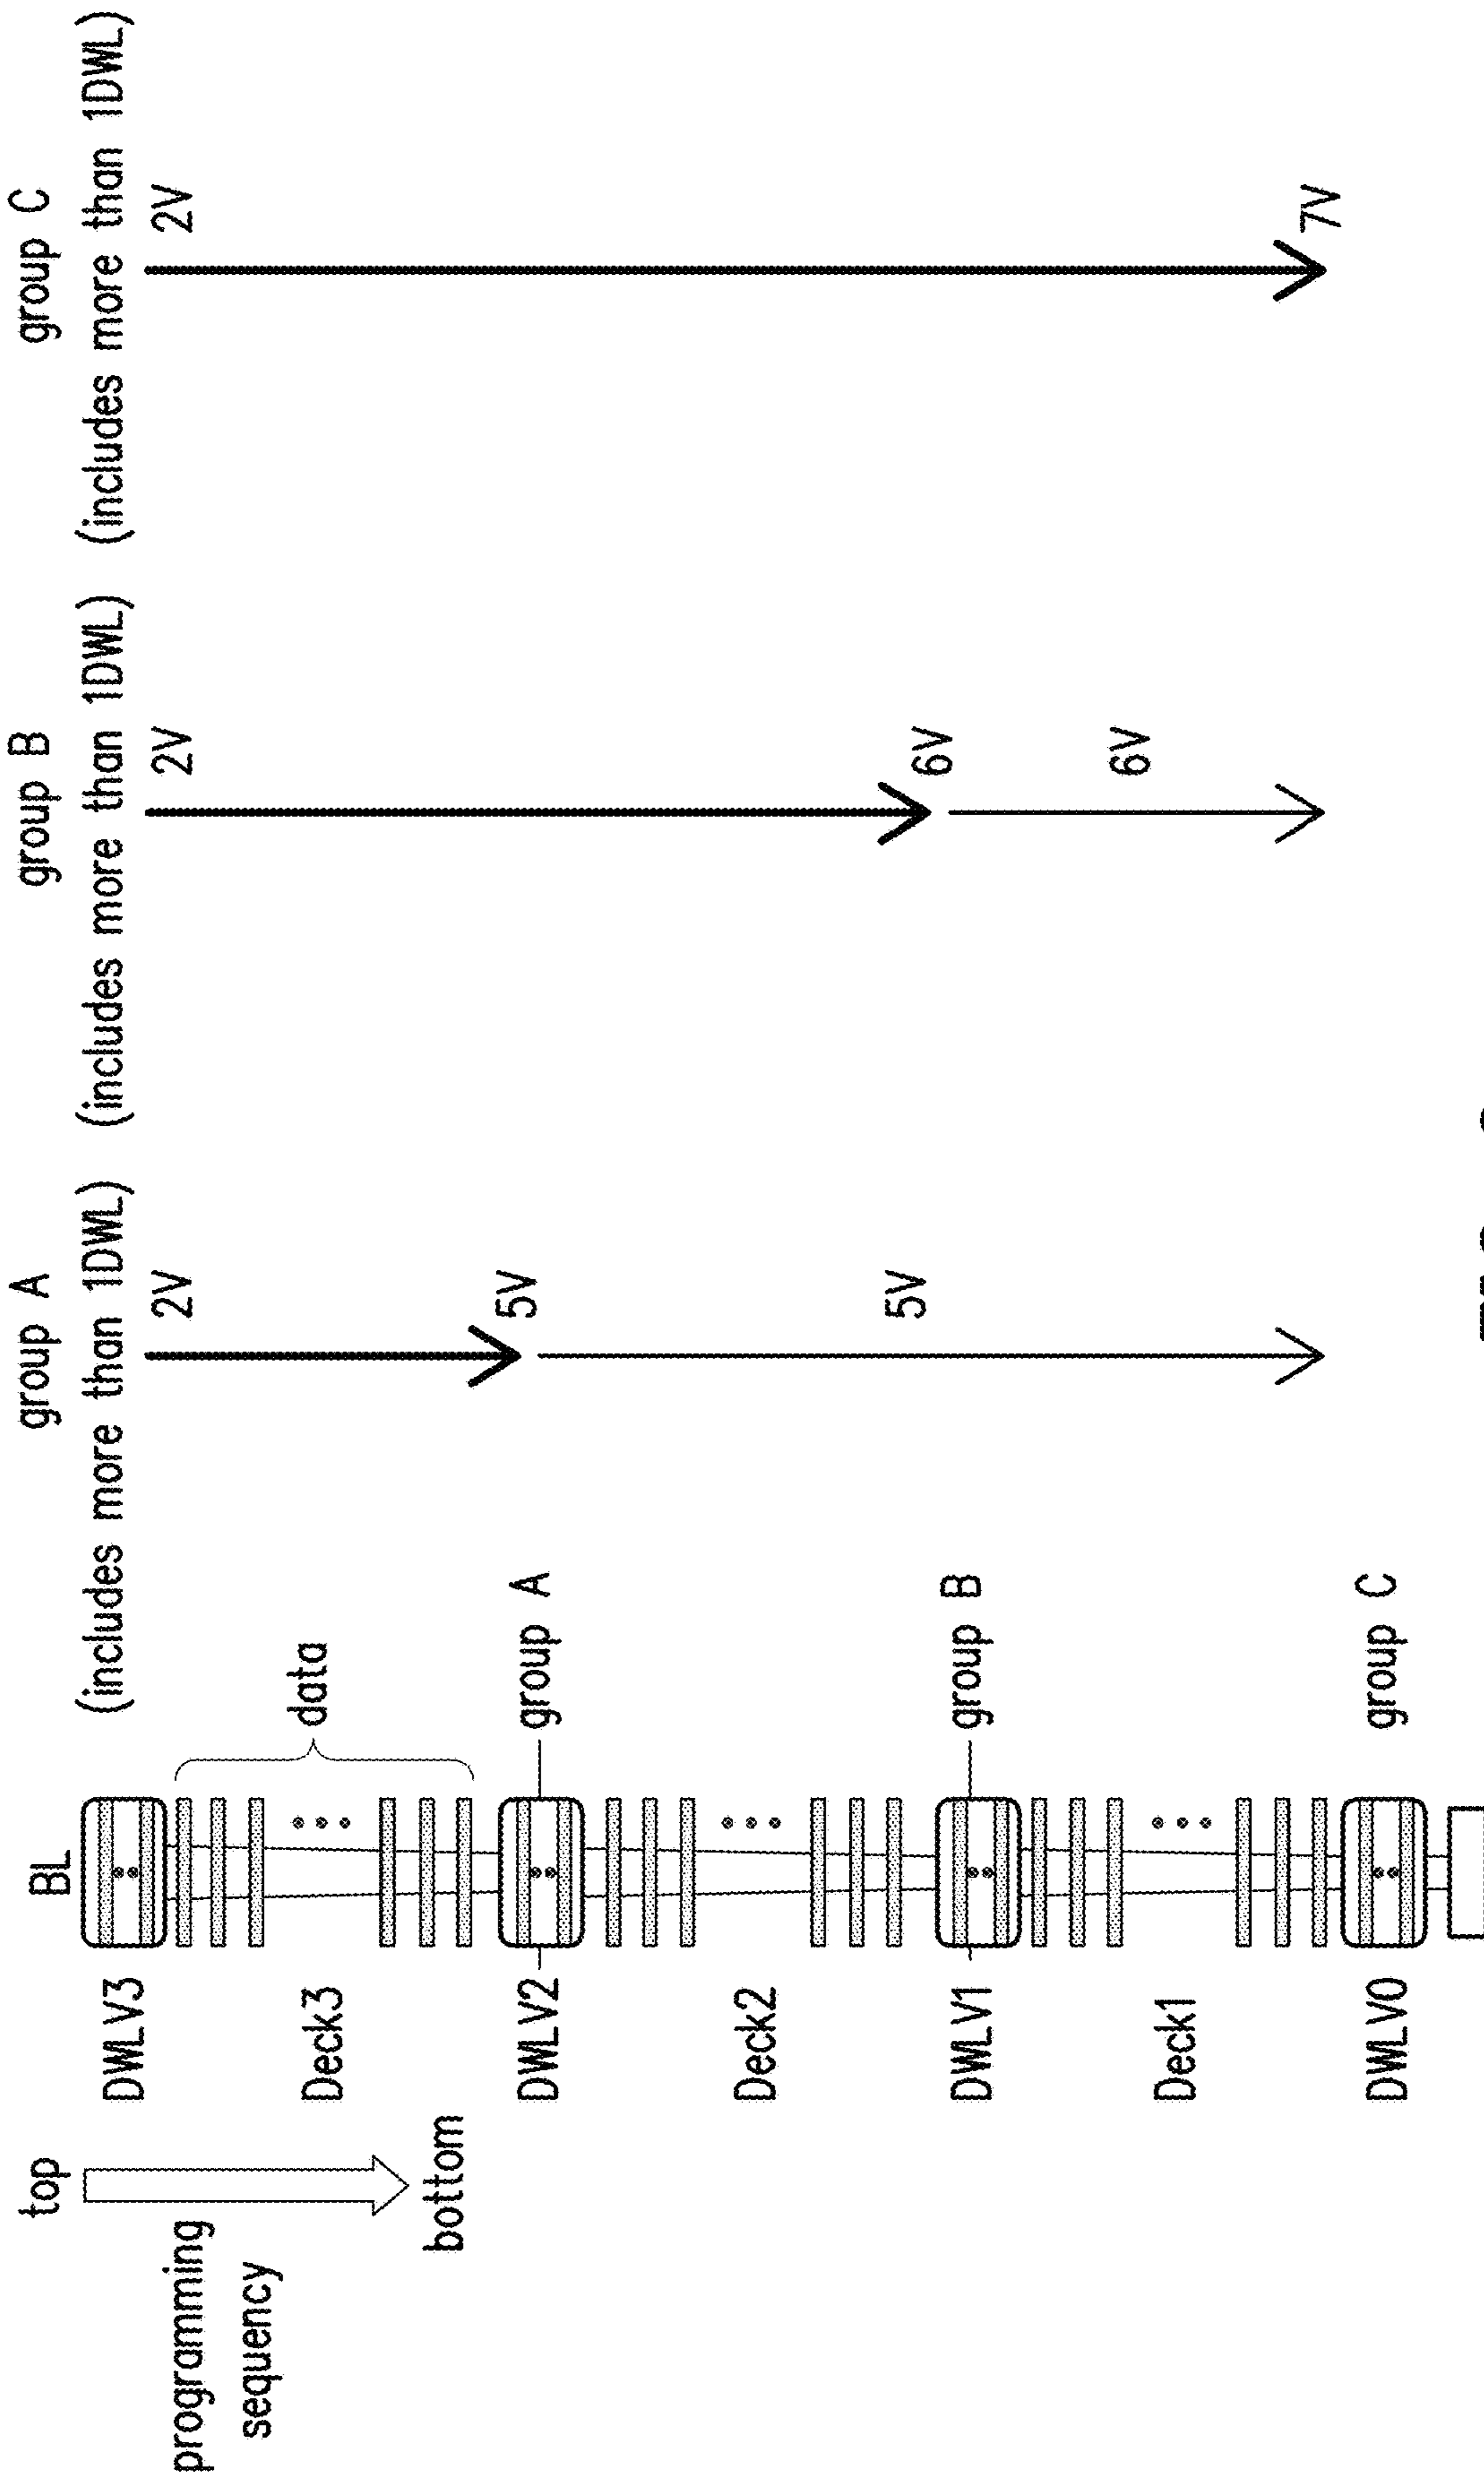 top
programming
sequency
bottom
BL
DWLV3
Deck3
data
DWLV2
group A
Deck2
DWLV1
group B
Deck1
DWLV0
group C
group A
(includes more than 1DWL)
2V
5V
5V
group B
(includes more than 1DWL)
2V
6V
6V
group C
(includes more than 1DWL)
2V
7V